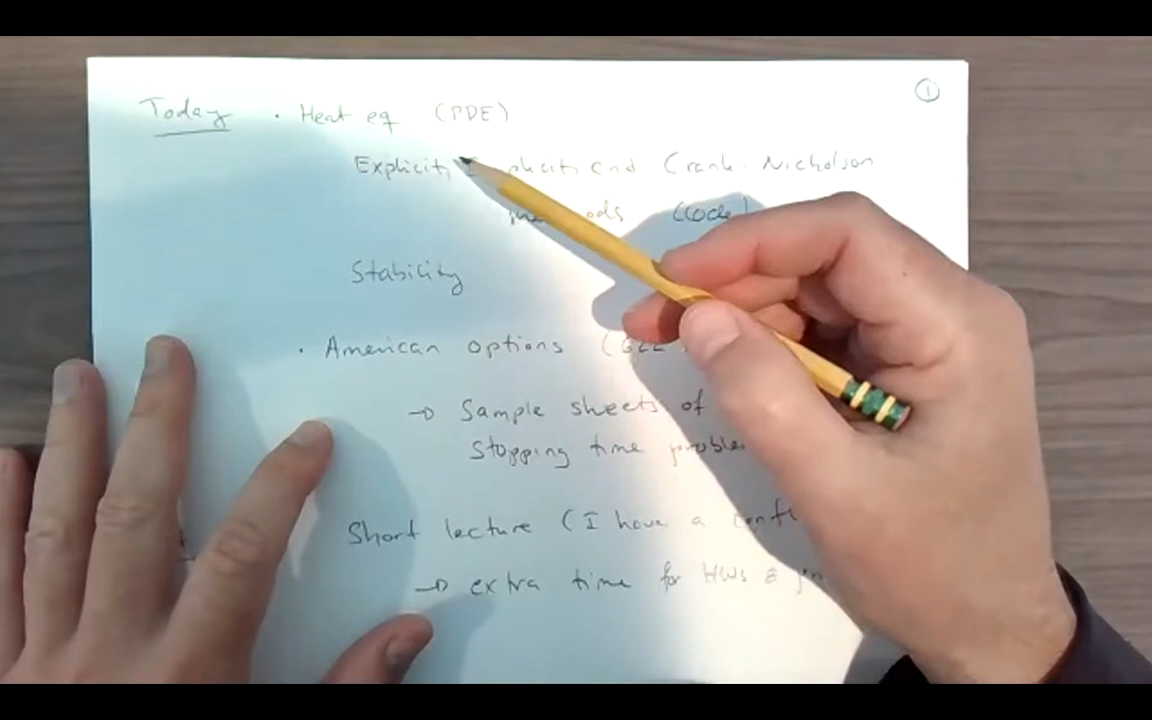 ①
Today · Heat eq (PDE)
Explicit, Implicit, and Crank-Nicholson
methods (code)
Stability
· American options
→ Sample sheets of
stopping time
Short lecture (I have a
→ extra time for HWs &